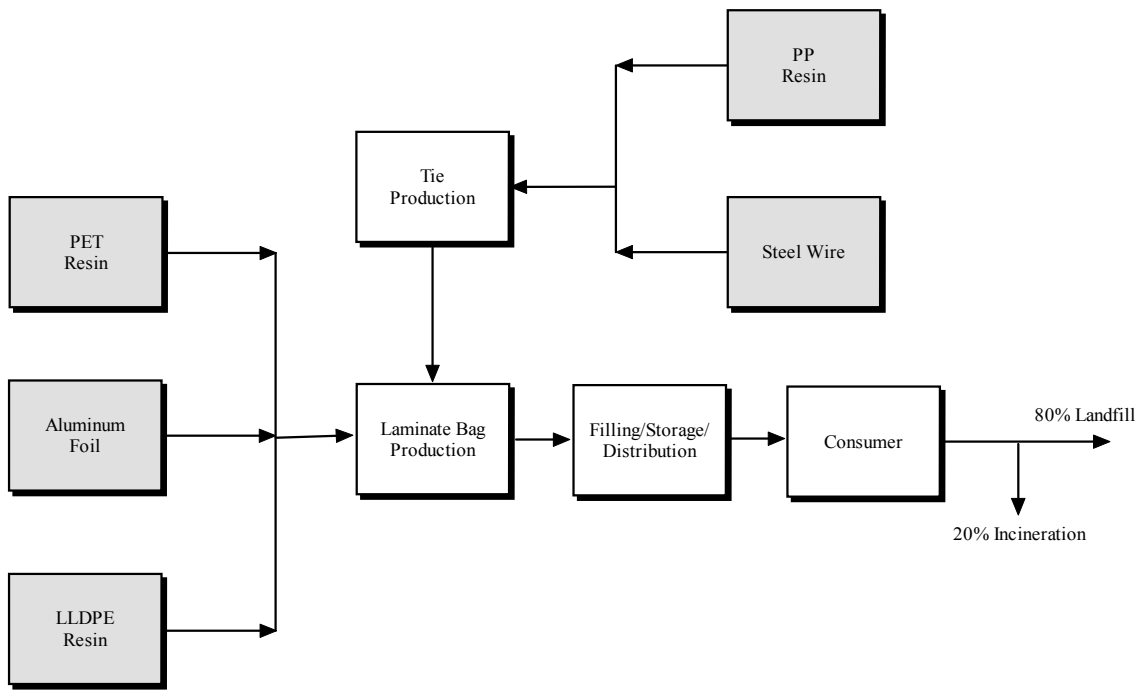 PP
Resin
Tie
Production
PET
Resin
Steel Wire
Aluminum
Foil
Laminate Bag
Production
Filling/Storage/
Distribution
Consumer
80% Landfill
20% Incineration
LLDPE
Resin